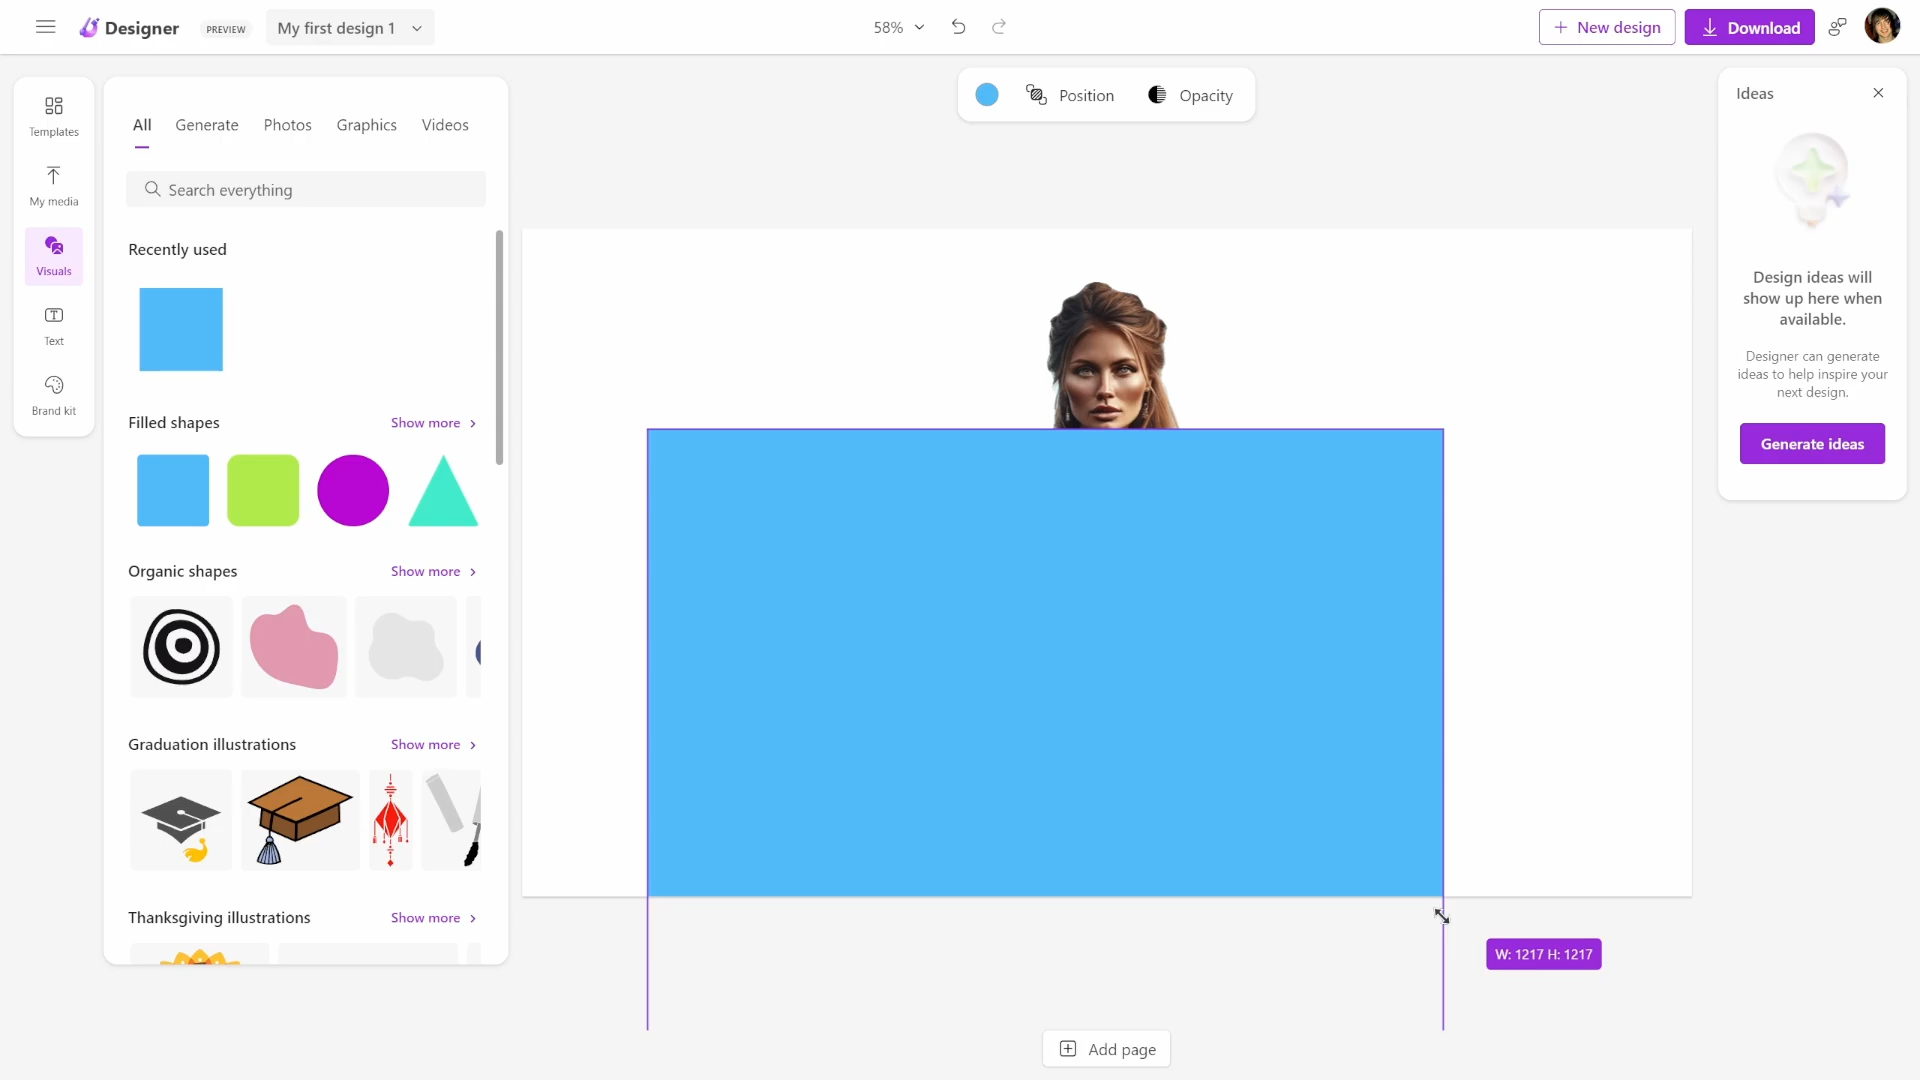 Designer
PREVIEW
My first design 1
58%
New design
Download
Templates
My media
Visuals
Text
Brand kit
All
Generate
Photos
Graphics
Videos
Search everything
Recently used
Filled shapes
Show more
Organic shapes
Show more
Graduation illustrations
Show more
Thanksgiving illustrations
Show more
Position
Opacity
W: 1217 H: 1217
Add page
Ideas
Design ideas will
show up here when
available.
Designer can generate
ideas to help inspire your
next design.
Generate ideas